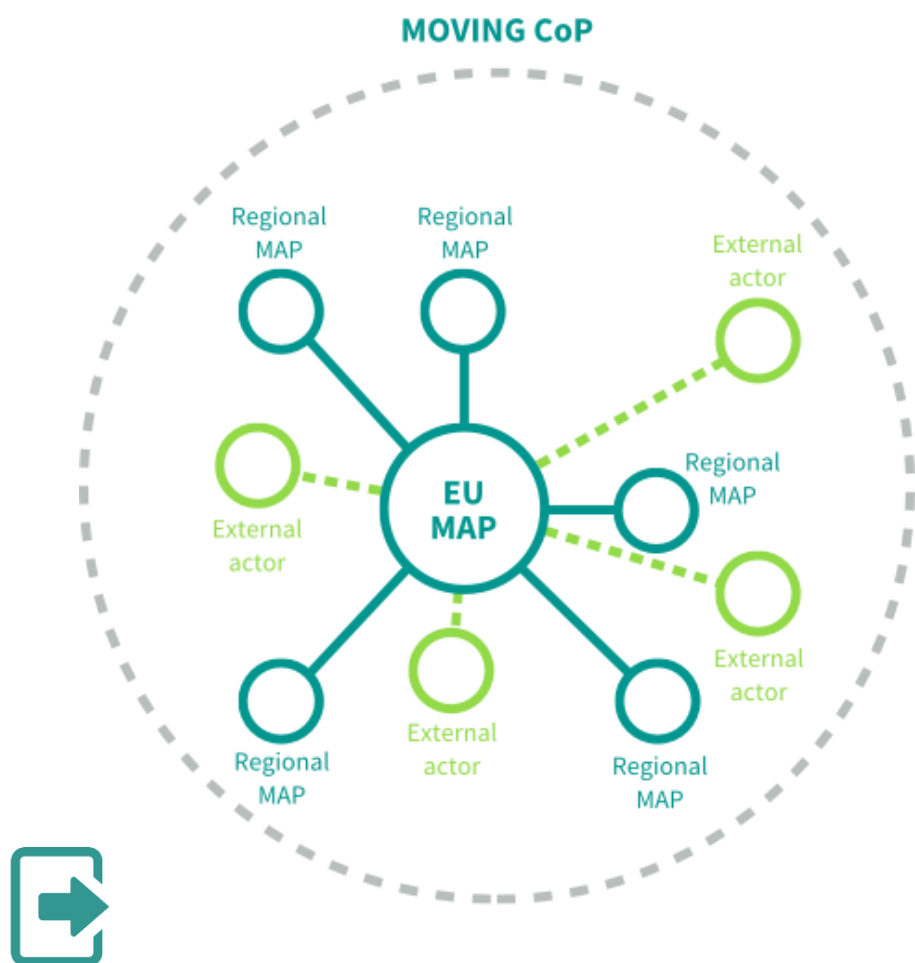 MOVING CoP
Regional
MAP
Regional
MAP
External
actor
Regional
MAP
EU
MAP
External
actor
External
actor
External
actor
Regional
MAP
Regional
MAP